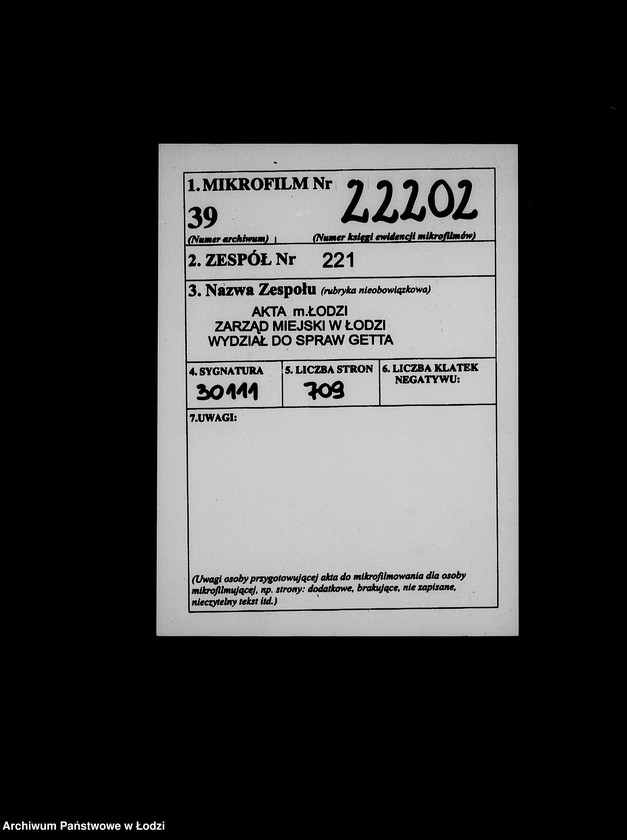 1. MIKROFILM Nr 22202
39
(Numer archiwum) (Numer księgi ewidencji mikrofilmów)
2. ZESPÓŁ Nr 221
3. Nazwa Zespołu (rubryka nieobowiązkowa)
AKTA m.ŁODZI
ZARZĄD MIEJSKI W ŁODZI
WYDZIAŁ DO SPRAW GETTA
4. SYGNATURA 5. LICZBA STRON 6. LICZBA KLATEK
NEGATYWU:
30111 709
7.UWAGI:
(Uwagi osoby przygotowującej akta do mikrofilmowania dla osoby
mikrofilmującej, np. strony: dodatkowe, brakujące, nie zapisane,
nieczytelny tekst itd.)
Archiwum Państwowe w Łodzi